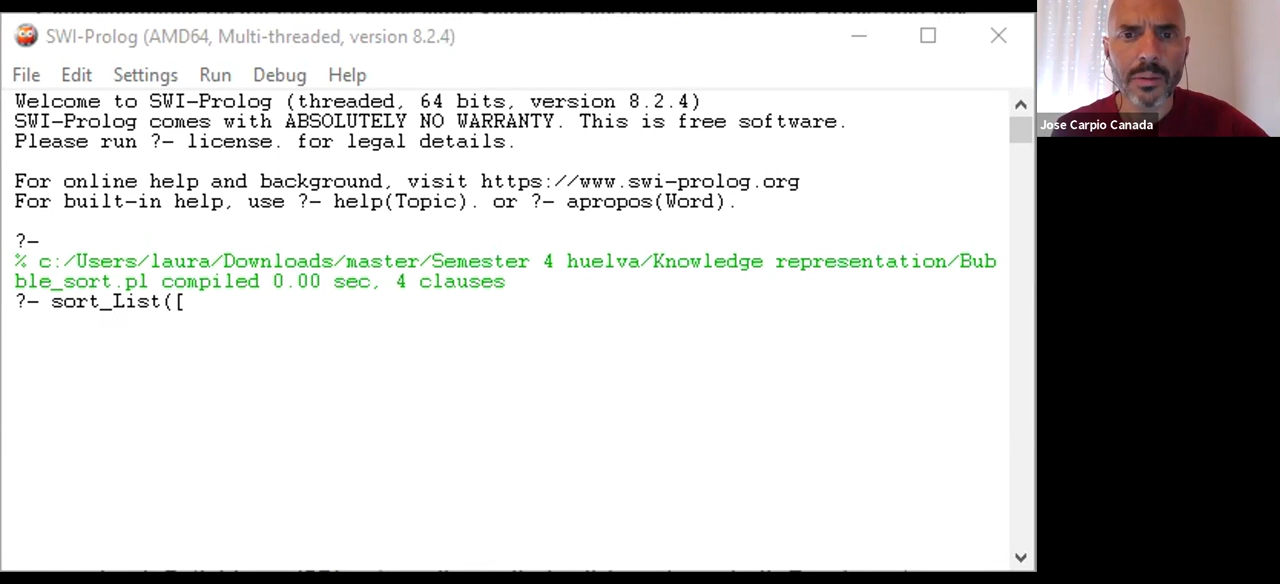 SWI-Prolog (AMD64, Multi-threaded, version 8.2.4)
File Edit Settings Run Debug Help
Welcome to SWI-Prolog (threaded, 64 bits, version 8.2.4)
SWI-Prolog comes with ABSOLUTELY NO WARRANTY. This is free software.
Please run ?- license. for legal details.
For online help and background, visit https://www.swi-prolog.org
For built-in help, use ?- help(Topic). or ?- apropos(Word).
?-
% c:/Users/laura/Downloads/master/Semester 4 huelva/Knowledge representation/Bub
ble_sort.pl compiled 0.00 sec, 4 clauses
?- sort_List([
Jose Carpio Canada